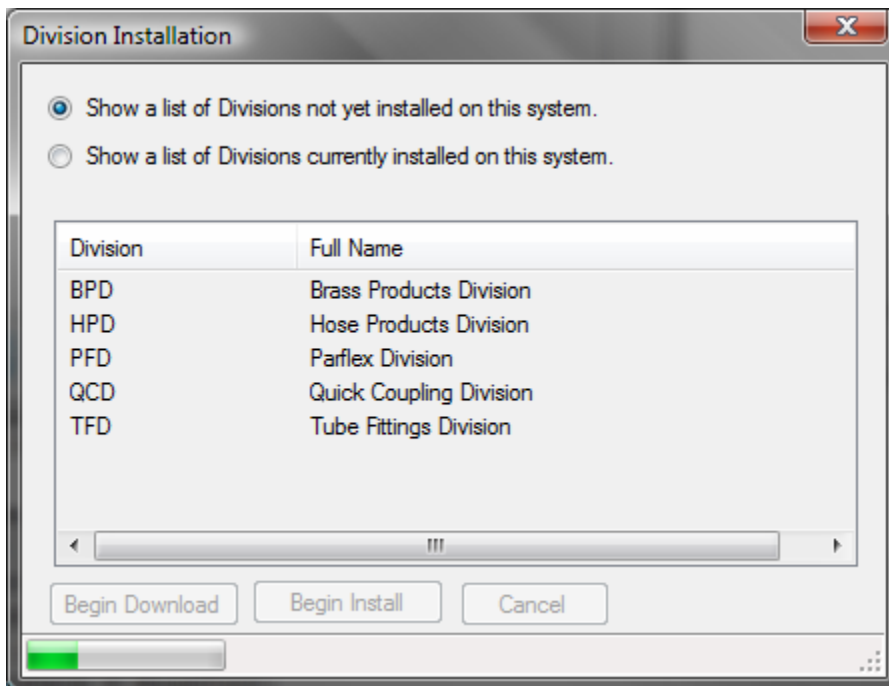 Division Installation
Show a list of Divisions not yet installed on this system.
Show a list of Divisions currently installed on this system.
Division Full Name
BPD Brass Products Division
HPD Hose Products Division
PFD Parflex Division
QCD Quick Coupling Division
TFD Tube Fittings Division
Begin Download Begin Install Cancel